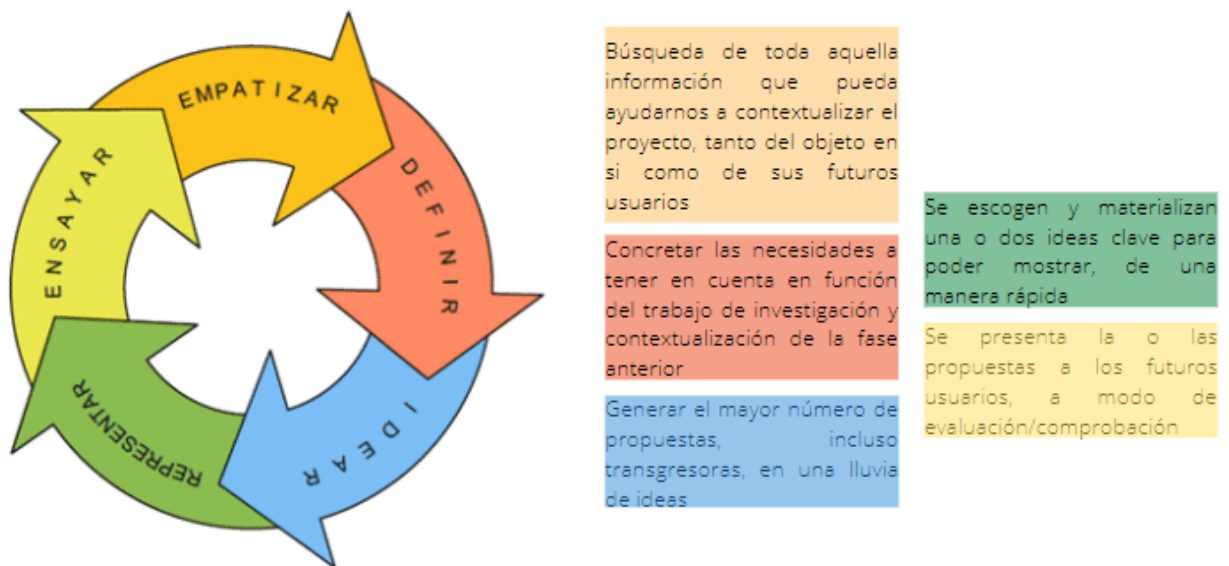 EMPATIZAR
DEFINIR
IDEAR
REPRESENTAR
ENSAYAR
Búsqueda de toda aquella
información que pueda
ayudarnos a contextualizar el
proyecto, tanto del objeto en
si como de sus futuros
usuarios
Concretar las necesidades a
tener en cuenta en función
del trabajo de investigación y
contextualización de la fase
anterior
Generar el mayor número de
propuestas, incluso
transgresoras, en una lluvia
de ideas
Se escogen y materializan
una o dos ideas clave para
poder mostrar, de una
manera rápida
Se presenta la o las
propuestas a los futuros
usuarios, a modo de
evaluación/comprobación